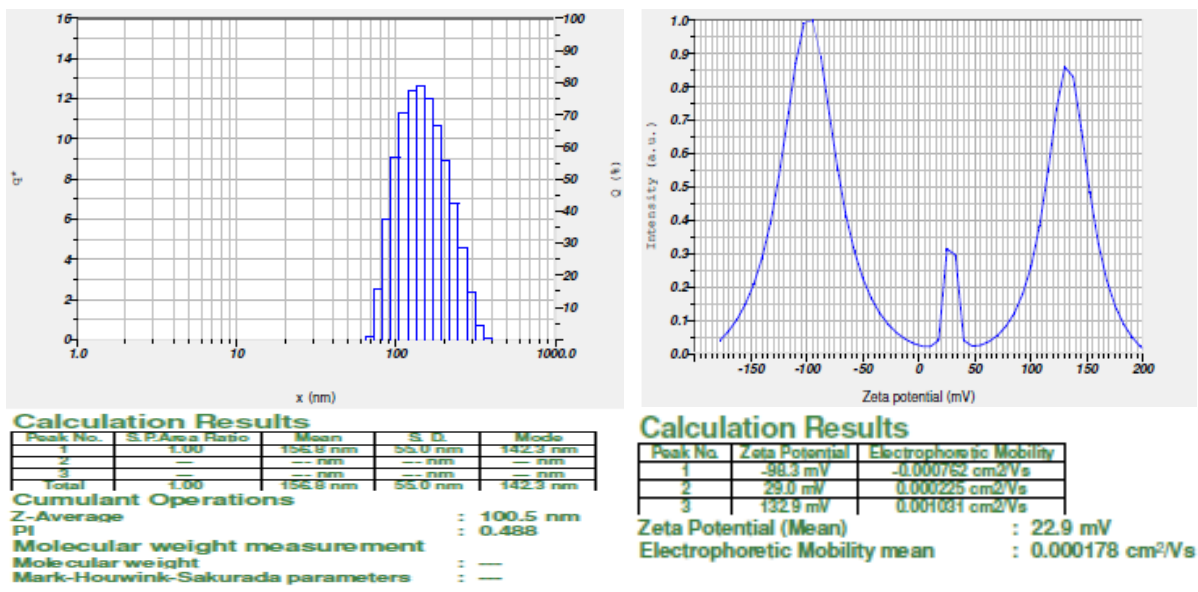 16
14
12
10
8
6
4
2
0
q*
100
90
80
70
60
50
40
30
20
10
Q (%)
1.0 10 100 1000.0
x (nm)
Calculation Results
Peak No. S.P.Area Ratio Mean S. D. Mode
1 1.00 156.8 nm 55.0 nm 142.3 nm
2 --- --- nm --- nm --- nm
3 --- --- nm --- nm --- nm
Total 1.00 156.8 nm 55.0 nm 142.3 nm
Cumulant Operations
Z-Average : 100.5 nm
PI : 0.488
Molecular weight measurement
Molecular weight : ---
Mark-Houwink-Sakurada parameters : ---
1.0
0.9
0.8
0.7
0.6
0.5
0.4
0.3
0.2
0.1
0.0
Intensity (a.u.)
-150 -100 -50 0 50 100 150 200
Zeta potential (mV)
Calculation Results
Peak No. Zeta Potential Electrophoretic Mobility
1 -98.3 mV -0.000762 cm2/Vs
2 29.0 mV 0.000225 cm2/Vs
3 132.9 mV 0.001031 cm2/Vs
Zeta Potential (Mean) : 22.9 mV
Electrophoretic Mobility mean : 0.000178 cm²/Vs